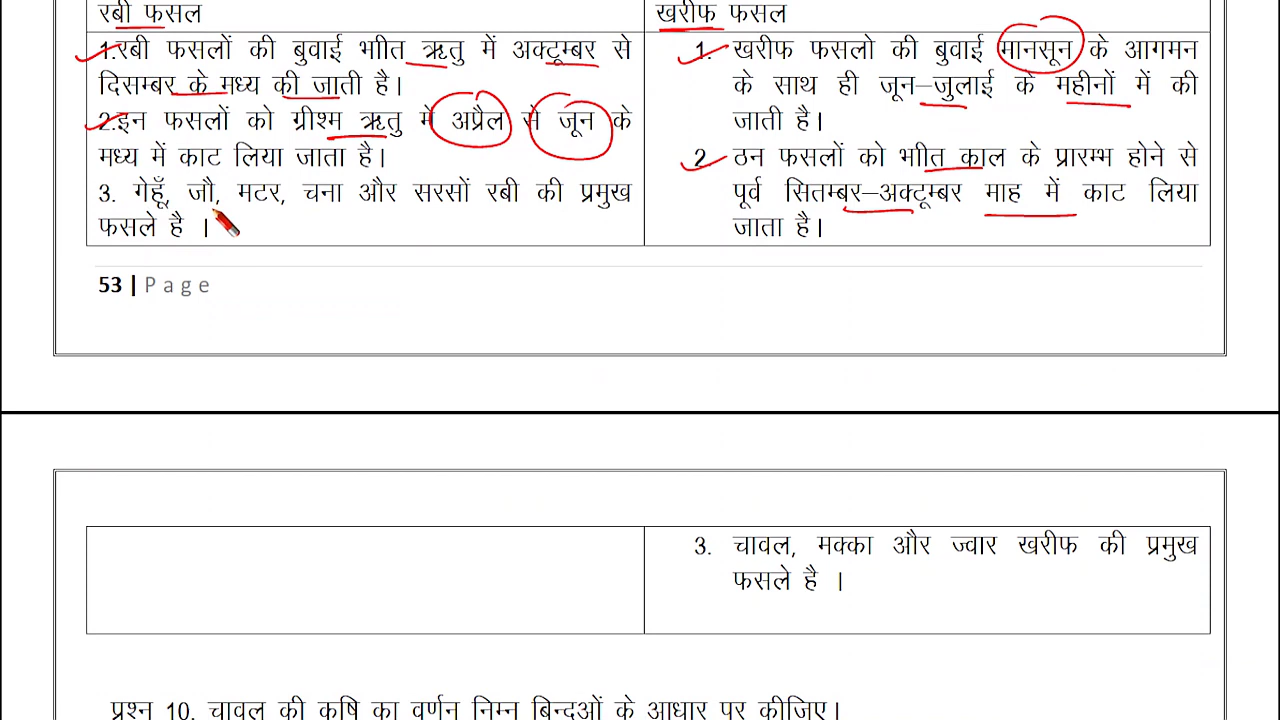 रबी फसल
खरीफ फसल
1.रबी फसलों की बुवाई भाीत ऋतु में अक्टूम्बर से
दिसम्बर के मध्य की जाती है।
2.इन फसलों को ग्रीश्म ऋतु में अप्रैल से जून के
मध्य में काट लिया जाता है।
3. गेहूँ, जौ, मटर, चना और सरसों रबी की प्रमुख
फसले है ।
1. खरीफ फसलो की बुवाई मानसून के आगमन
के साथ ही जून–जुलाई के महीनों में की
जाती है।
2 ठन फसलों को भाीत काल के प्रारम्भ होने से
पूर्व सितम्बर–अक्टूम्बर माह में काट लिया
जाता है।
53 | Page
3. चावल, मक्का और ज्वार खरीफ की प्रमुख
फसले है ।
प्रश्न 10. चावल की कृषि का वर्णन निम्न बिन्दुओं के आधार पर कीजिए।